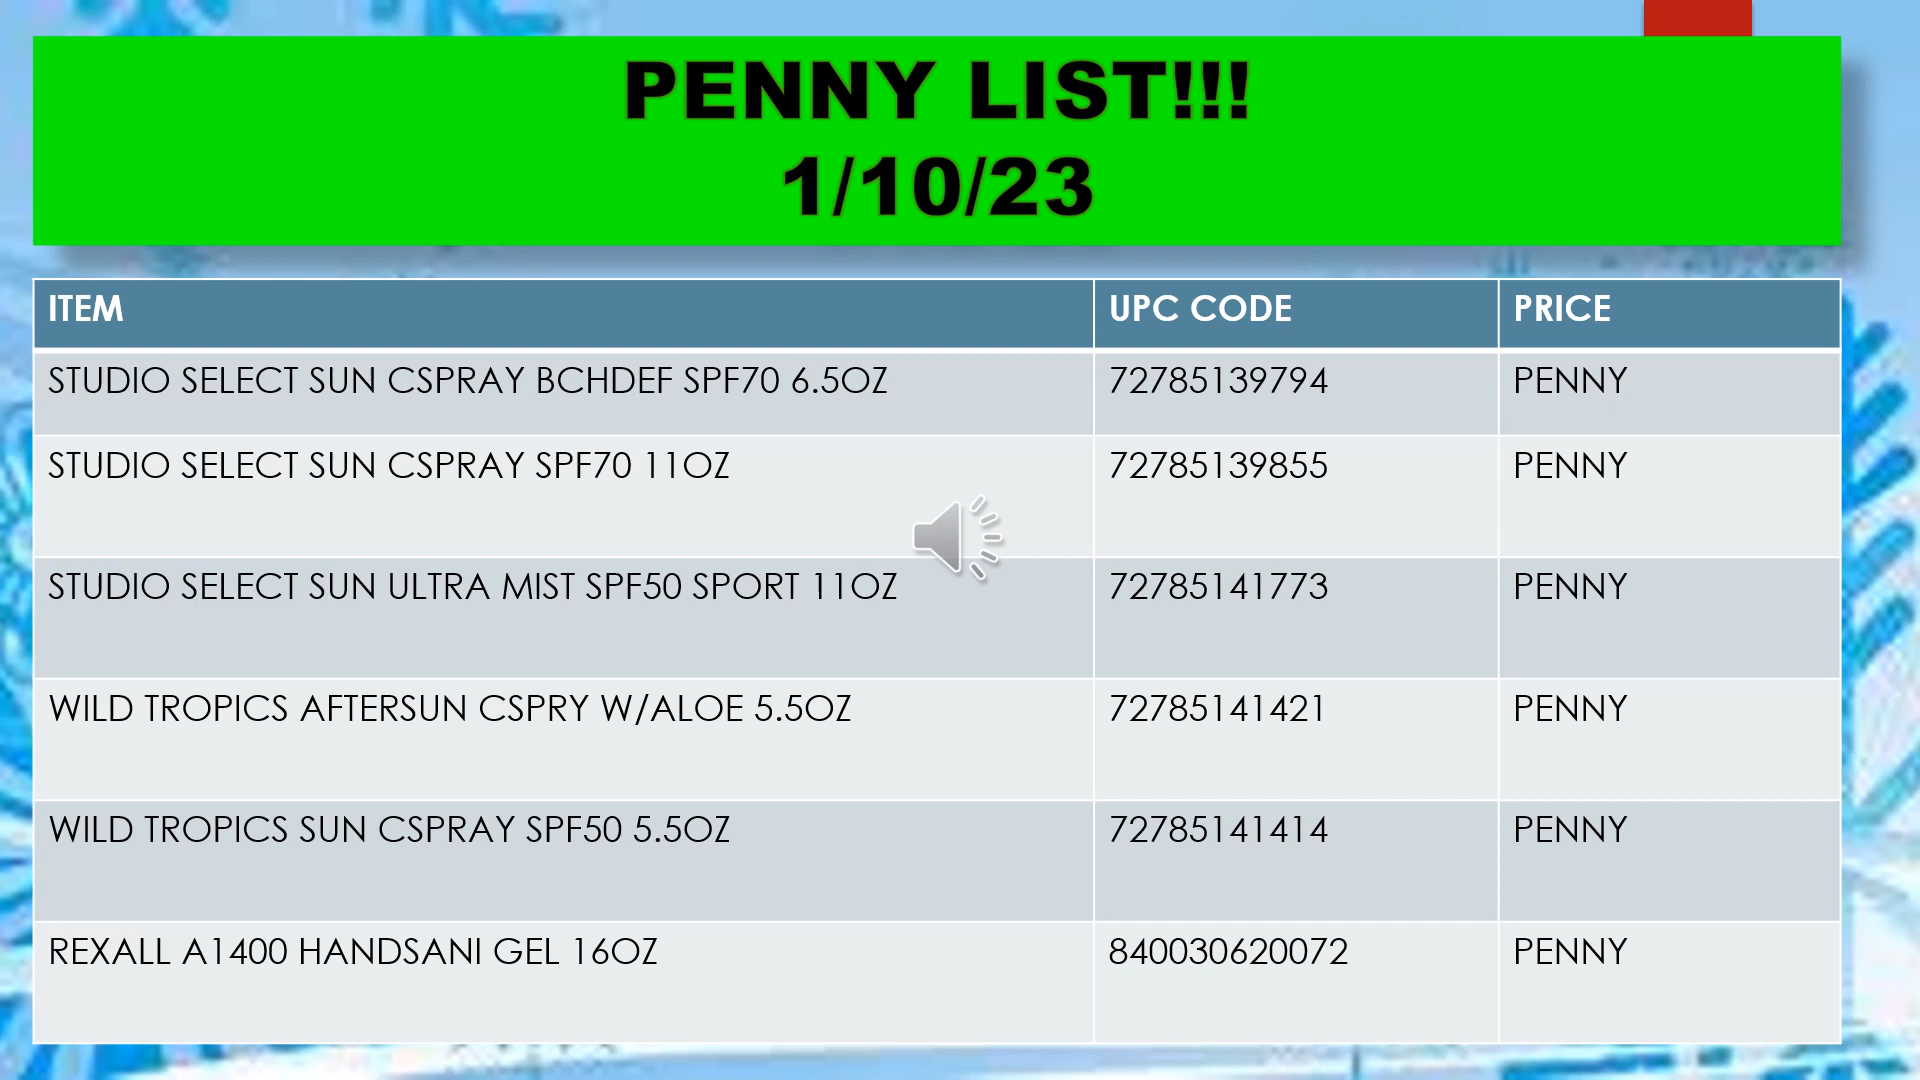 PENNY LIST!!!
1/10/23
ITEM UPC CODE PRICE
STUDIO SELECT SUN CSPRAY BCHDEF SPF70 6.5OZ 72785139794 PENNY
STUDIO SELECT SUN CSPRAY SPF70 11OZ 72785139855 PENNY
STUDIO SELECT SUN ULTRA MIST SPF50 SPORT 11OZ 72785141773 PENNY
WILD TROPICS AFTERSUN CSPRY W/ALOE 5.5OZ 72785141421 PENNY
WILD TROPICS SUN CSPRAY SPF50 5.5OZ 72785141414 PENNY
REXALL A1400 HANDSANI GEL 16OZ 840030620072 PENNY